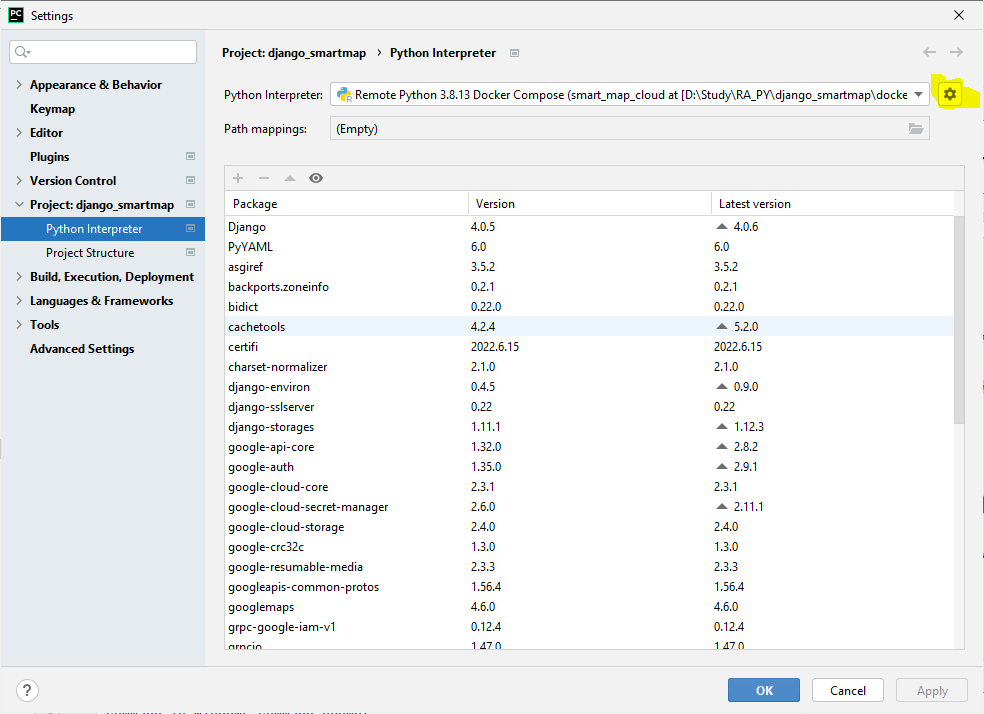 PC Settings
Project: django_smartmap › Python Interpreter
Appearance & Behavior
Keymap
Editor
Plugins
Version Control
Project: django_smartmap
Python Interpreter
Project Structure
Build, Execution, Deployment
Languages & Frameworks
Tools
Advanced Settings
Python Interpreter: Remote Python 3.8.13 Docker Compose (smart_map_cloud at [D:\Study\RA_PY\django_smartmap\docke
Path mappings: (Empty)
Package Version Latest version
Django 4.0.5 4.0.6
PyYAML 6.0 6.0
asgiref 3.5.2 3.5.2
backports.zoneinfo 0.2.1 0.2.1
bidict 0.22.0 0.22.0
cachetools 4.2.4 5.2.0
certifi 2022.6.15 2022.6.15
charset-normalizer 2.1.0 2.1.0
django-environ 0.4.5 0.9.0
django-sslserver 0.22 0.22
django-storages 1.11.1 1.12.3
google-api-core 1.32.0 2.8.2
google-auth 1.35.0 2.9.1
google-cloud-core 2.3.1 2.3.1
google-cloud-secret-manager 2.6.0 2.11.1
google-cloud-storage 2.4.0 2.4.0
google-crc32c 1.3.0 1.3.0
google-resumable-media 2.3.3 2.3.3
googleapis-common-protos 1.56.4 1.56.4
googlemaps 4.6.0 4.6.0
grpc-google-iam-v1 0.12.4 0.12.4
grpcio 1.47.0 1.47.0
? OK Cancel Apply